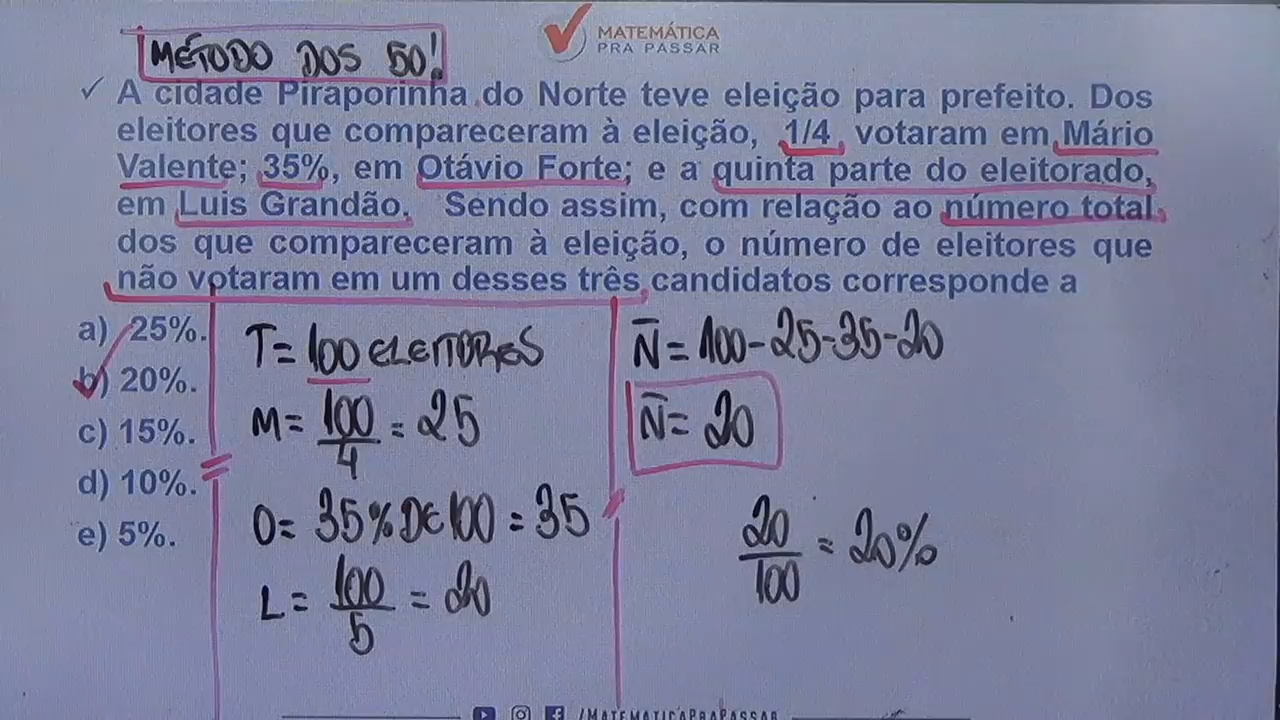 MÉTODO DOS 50!
MATEMÁTICA
PRA PASSAR
✓ A cidade Piraporinha do Norte teve eleição para prefeito. Dos
eleitores que compareceram à eleição, 1/4, votaram em Mário
Valente; 35%, em Otávio Forte; e a quinta parte do eleitorado,
em Luis Grandão. Sendo assim, com relação ao número total
dos que compareceram à eleição, o número de eleitores que
não votaram em um desses três candidatos corresponde a
a) 25%.
b) 20%.
c) 15%.
d) 10%.
e) 5%.
T = 100 ELEITORES
M = 100/4 = 25
O = 35% DE 100 = 35
L = 100/5 = 20
N̄ = 100 - 25 - 35 - 20
N̄ = 20
20/100 = 20%
/MATEMATICAPRAPASSAR